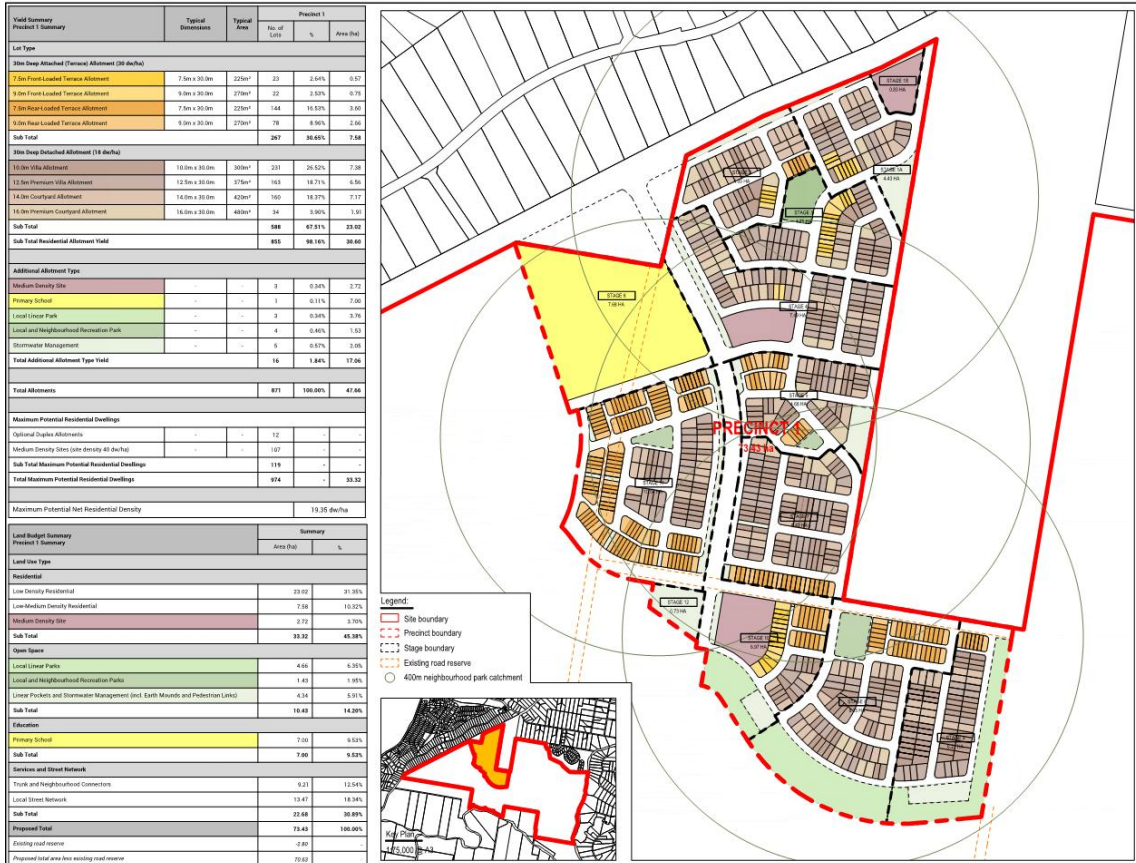 Yield Summary
Precinct 1 Summary
Typical Dimensions
Typical Area
Precinct 1
No. of Lots
%
Area (ha)
Lot Type
30m Deep Attached (Terrace) Allotment (30 dw/ha)
7.5m Front-Loaded Terrace Allotment 7.5m x 30.0m 225m² 23 2.64% 0.57
9.0m Front-Loaded Terrace Allotment 9.0m x 30.0m 270m² 22 2.53% 0.75
7.5m Rear-Loaded Terrace Allotment 7.5m x 30.0m 225m² 144 16.53% 3.60
9.0m Rear-Loaded Terrace Allotment 9.0m x 30.0m 270m² 78 8.96% 2.66
Sub Total 267 30.65% 7.58
30m Deep Detached Allotment (18 dw/ha)
10.0m Villa Allotment 10.0m x 30.0m 300m² 231 26.52% 7.38
12.5m Premium Villa Allotment 12.5m x 30.0m 375m² 163 18.71% 6.56
14.0m Courtyard Allotment 14.0m x 30.0m 420m² 160 18.37% 7.17
16.0m Premium Courtyard Allotment 16.0m x 30.0m 480m² 34 3.90% 1.91
Sub Total 588 67.51% 23.02
Sub Total Residential Allotment Yield 855 98.16% 30.60
Additional Allotment Type
Medium Density Site - - 3 0.34% 2.72
Primary School - - 1 0.11% 7.00
Local Linear Park - - 3 0.34% 3.76
Local and Neighbourhood Recreation Park - - 4 0.46% 1.53
Stormwater Management - - 5 0.57% 2.05
Total Additional Allotment Type Yield 16 1.84% 17.06
Total Allotments 871 100.00% 47.66
Maximum Potential Residential Dwellings
Optional Duplex Allotments - - 12 -
Medium Density Sites (site density 40 dw/ha) - - 107 -
Sub Total Maximum Potential Residential Dwellings 119 - -
Total Maximum Potential Residential Dwellings 974 - 33.32
Maximum Potential Net Residential Density 19.35 dw/ha
Land Budget Summary
Precinct 1 Summary
Summary
Area (ha)
%
Land Use Type
Residential
Low Density Residential 23.02 31.35%
Low-Medium Density Residential 7.58 10.32%
Medium Density Site 2.72 3.70%
Sub Total 33.32 45.38%
Open Space
Local Linear Parks 4.66 6.35%
Local and Neighbourhood Recreation Parks 1.43 1.95%
Linear Pockets and Stormwater Management (incl. Earth Mounds and Pedestrian Links) 4.34 5.91%
Sub Total 10.43 14.20%
Education
Primary School 7.00 9.53%
Sub Total 7.00 9.53%
Services and Street Network
Trunk and Neighbourhood Connectors 9.21 12.54%
Local Street Network 13.47 18.34%
Sub Total 22.68 30.89%
Proposed Total 73.43 100.00%
Existing road reserve -2.80 -
Proposed total area less existing road reserve 70.63
STAGE 1A
4.43 HA
STAGE 6
7.68 HA
PRECINCT 1
73.43 ha
STAGE 12
STAGE 10
Legend:
Site boundary
Precinct boundary
Stage boundary
Existing road reserve
400m neighbourhood park catchment
Key Plan
1:75,000 @ A3